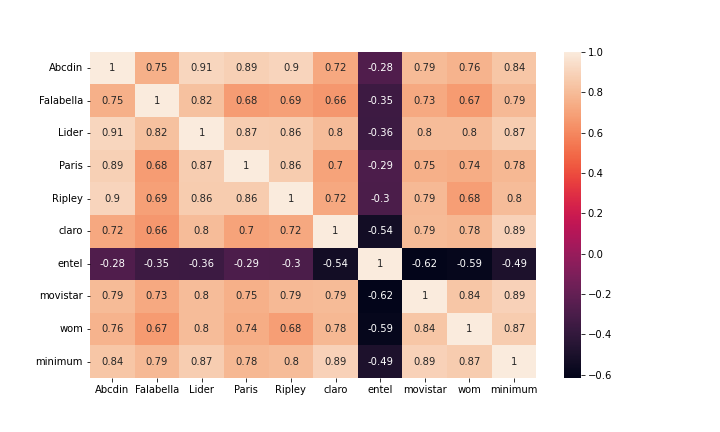 Abcdin 1 0.75 0.91 0.89 0.9 0.72 -0.28 0.79 0.76 0.84
Falabella 0.75 1 0.82 0.68 0.69 0.66 -0.35 0.73 0.67 0.79
Lider 0.91 0.82 1 0.87 0.86 0.8 -0.36 0.8 0.8 0.87
Paris 0.89 0.68 0.87 1 0.86 0.7 -0.29 0.75 0.74 0.78
Ripley 0.9 0.69 0.86 0.86 1 0.72 -0.3 0.79 0.68 0.8
claro 0.72 0.66 0.8 0.7 0.72 1 -0.54 0.79 0.78 0.89
entel -0.28 -0.35 -0.36 -0.29 -0.3 -0.54 1 -0.62 -0.59 -0.49
movistar 0.79 0.73 0.8 0.75 0.79 0.79 -0.62 1 0.84 0.89
wom 0.76 0.67 0.8 0.74 0.68 0.78 -0.59 0.84 1 0.87
minimum 0.84 0.79 0.87 0.78 0.8 0.89 -0.49 0.89 0.87 1
Abcdin Falabella Lider Paris Ripley claro entel movistar wom minimum
1.0
0.8
0.6
0.4
0.2
0.0
−0.2
−0.4
−0.6